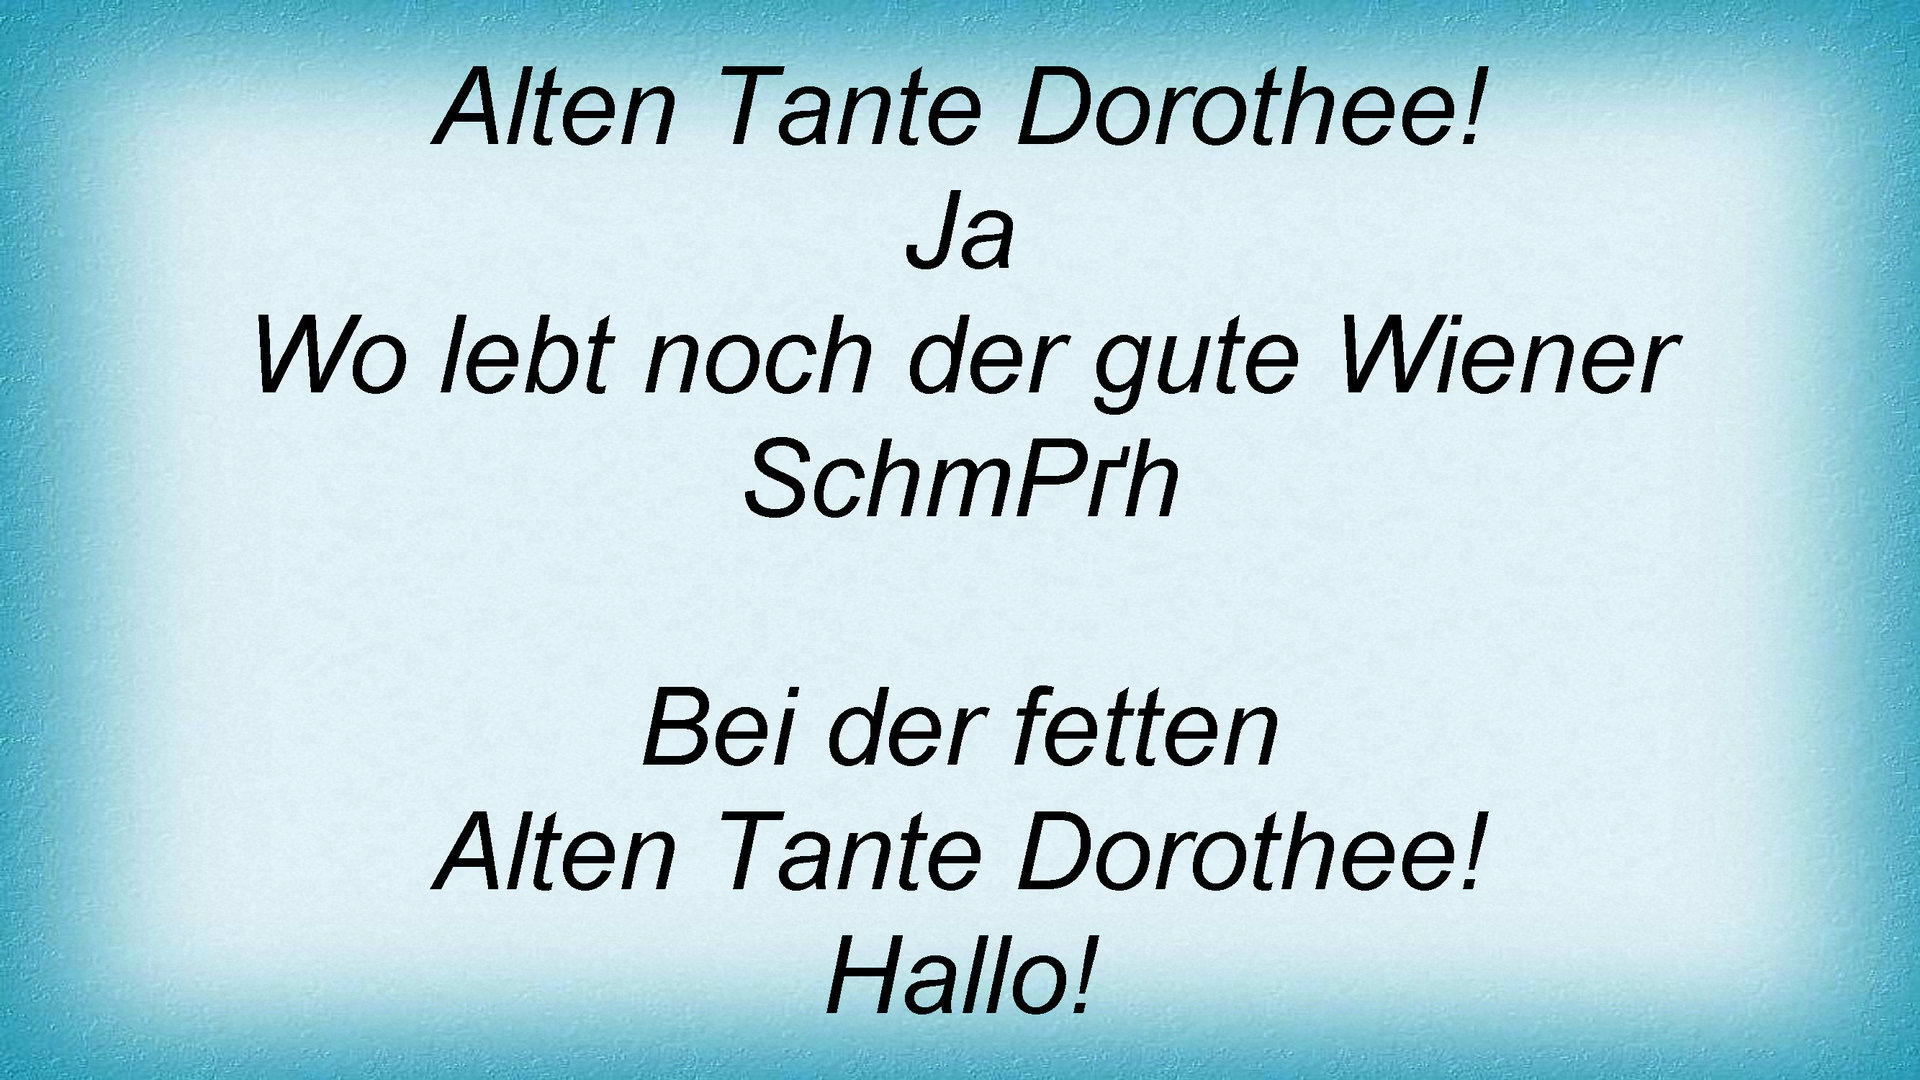 Alten Tante Dorothee!
Ja
Wo lebt noch der gute Wiener
SchmPґh
Bei der fetten
Alten Tante Dorothee!
Hallo!